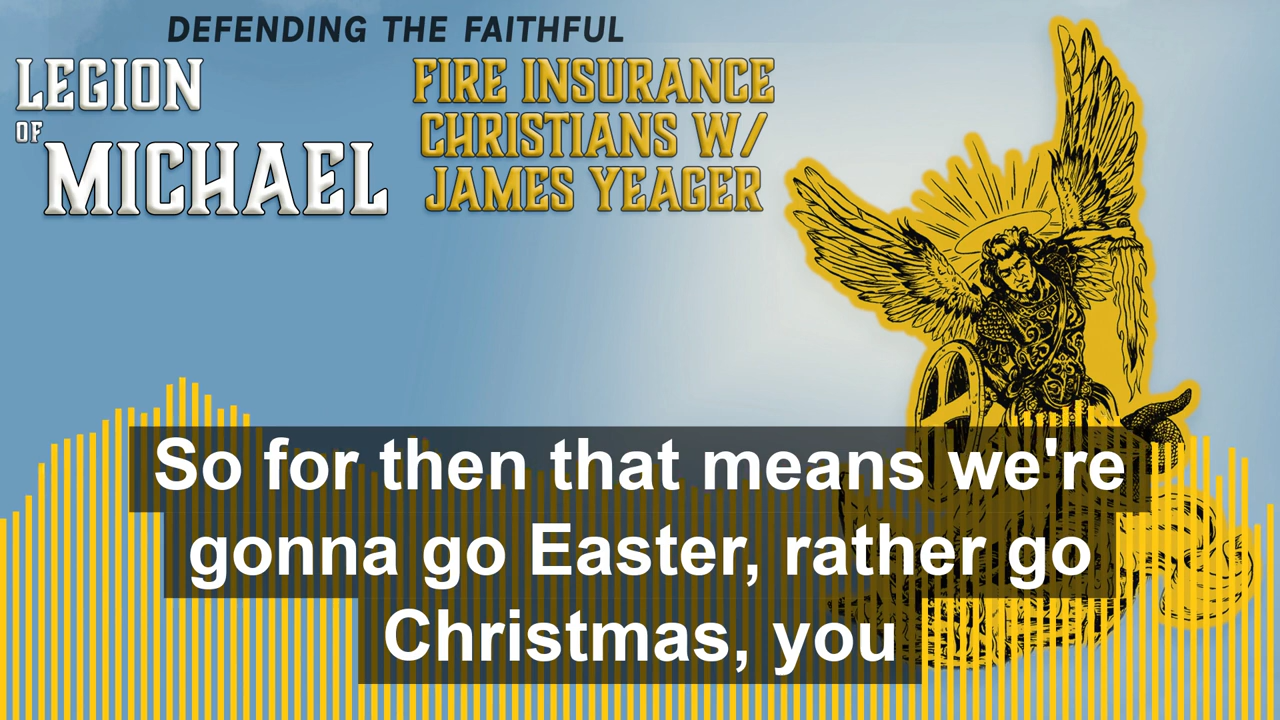 DEFENDING THE FAITHFUL
LEGION
OF
MICHAEL
FIRE INSURANCE
CHRISTIANS W/
JAMES YEAGER
So for then that means we're
gonna go Easter, rather go
Christmas, you